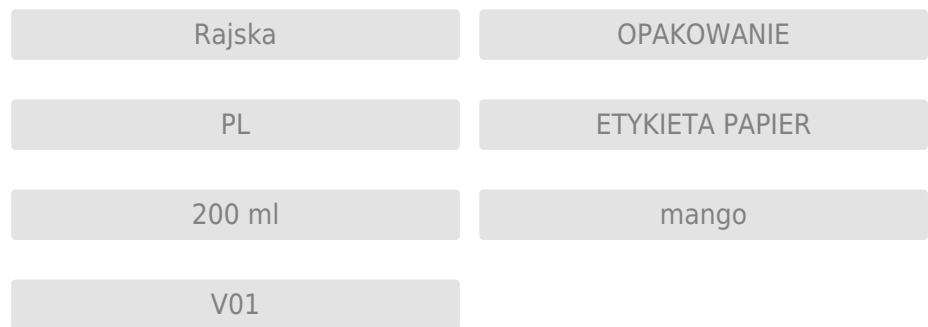 Rajska
OPAKOWANIE
PL
ETYKIETA PAPIER
200 ml
mango
V01